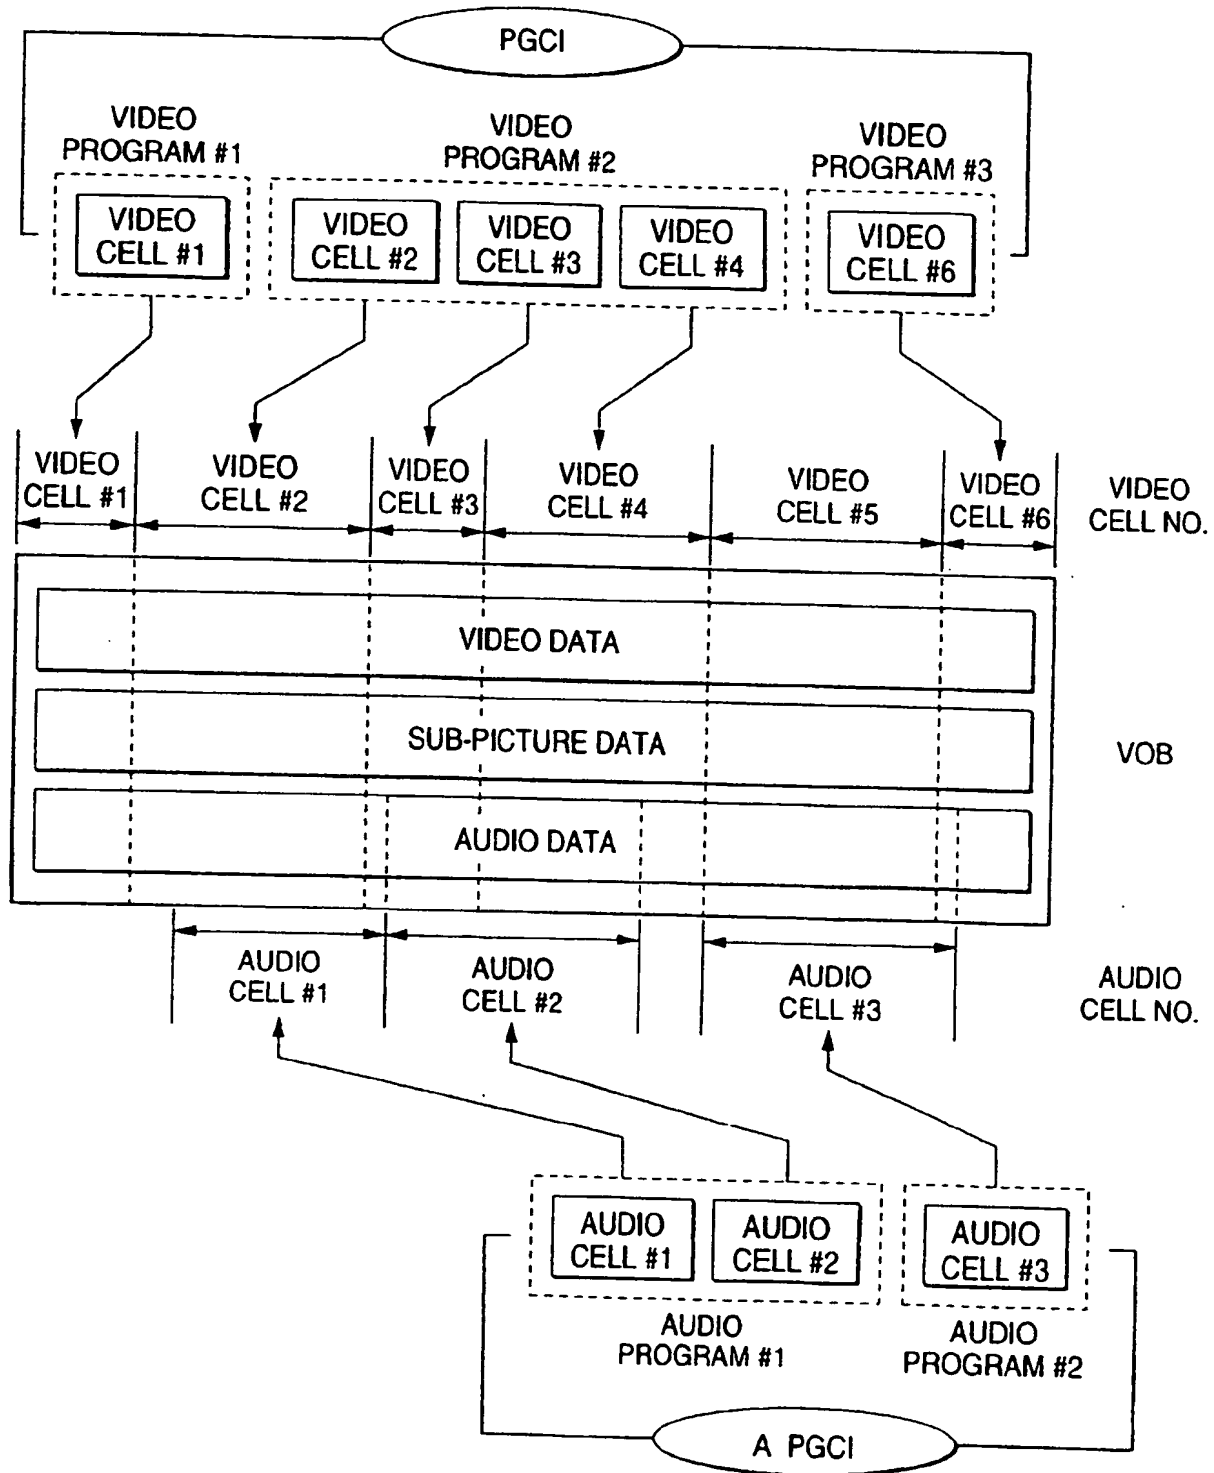 PGCI
VIDEO
PROGRAM #1
VIDEO
PROGRAM #2
VIDEO
PROGRAM #3
VIDEO
CELL #1
VIDEO
CELL #2
VIDEO
CELL #3
VIDEO
CELL #4
VIDEO
CELL #6
VIDEO
CELL #1
VIDEO
CELL #2
VIDEO
CELL #3
VIDEO
CELL #4
VIDEO
CELL #5
VIDEO
CELL #6
VIDEO
CELL NO.
VIDEO DATA
SUB-PICTURE DATA
VOB
AUDIO DATA
AUDIO
CELL #1
AUDIO
CELL #2
AUDIO
CELL #3
AUDIO
CELL NO.
AUDIO
CELL #1
AUDIO
CELL #2
AUDIO
CELL #3
AUDIO
PROGRAM #1
AUDIO
PROGRAM #2
A PGCI